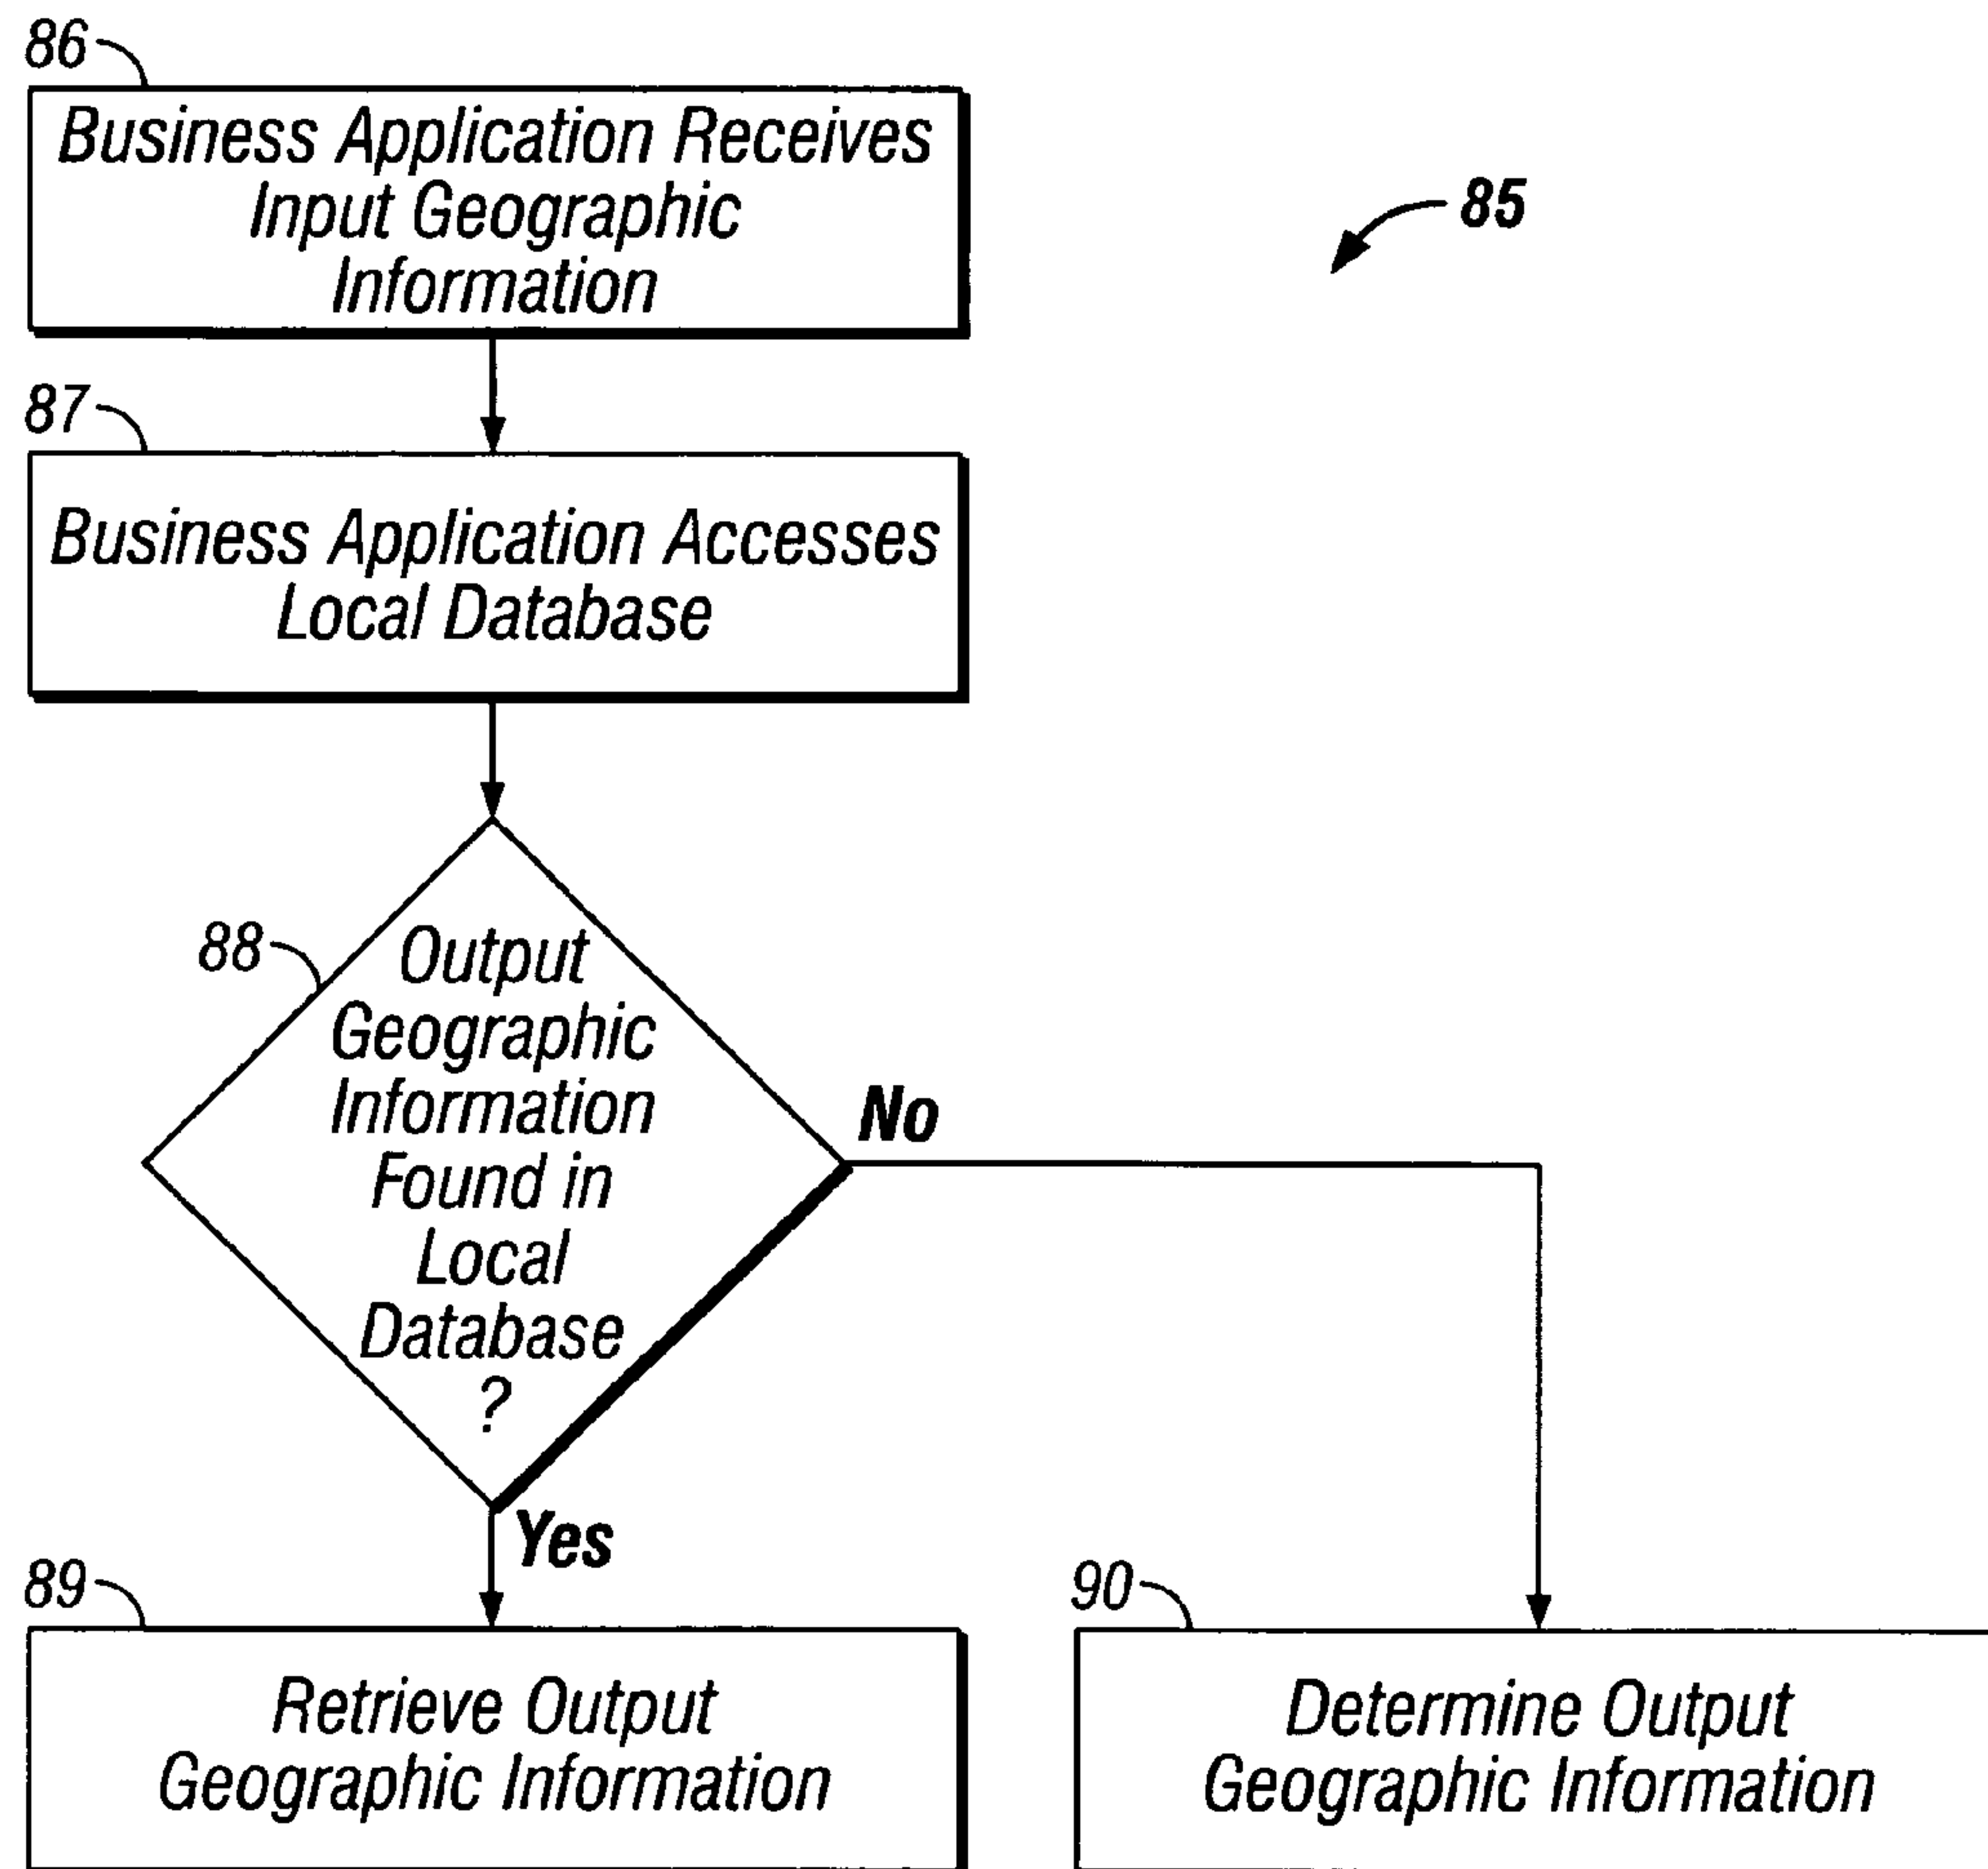 86
Business Application Receives
Input Geographic
Information
85
87
Business Application Accesses
Local Database
88
Output
Geographic
Information
Found in
Local
Database
?
No
Yes
89
Retrieve Output
Geographic Information
90
Determine Output
Geographic Information